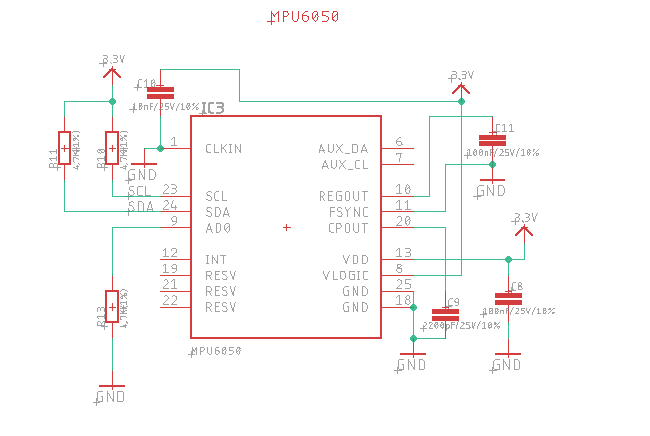 MPU6050
3.3V
C10
10nF/25V/10%
IC3
3.3V
C11
100nF/25V/10%
R11
4.7K(1%)
R10
4.7K(1%)
1 CLKIN
AUX_DA 6
AUX_CL 7
GND
SCL 23 SCL
REGOUT 10
GND
SDA 24 SDA
FSYNC 11
9 AD0
CPOUT 20
3.3V
12 INT
VDD 13
19 RESV
VLOGIC 8
21 RESV
GND 25
22 RESV
GND 18
R13
4.7K(1%)
C9
2200pF/25V/10%
C8
100nF/25V/10%
MPU6050
GND
GND
GND